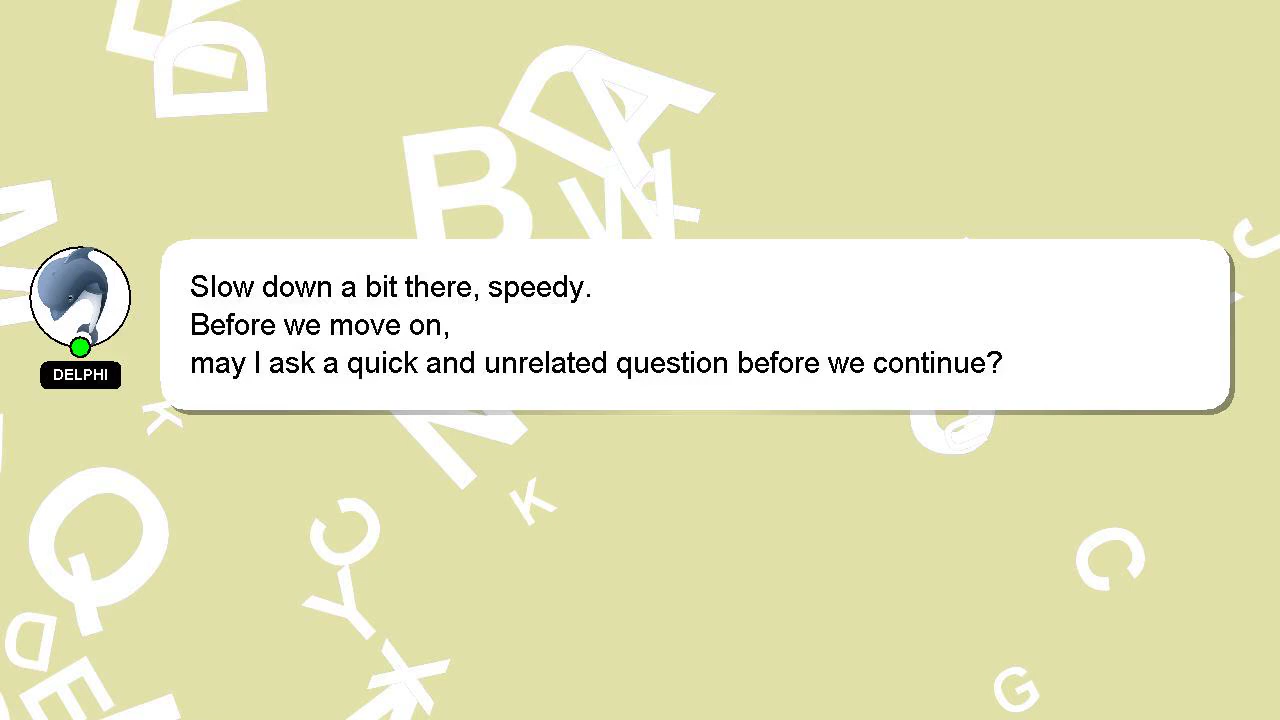 Slow down a bit there, speedy.
Before we move on,
may I ask a quick and unrelated question before we continue?
DELPHI